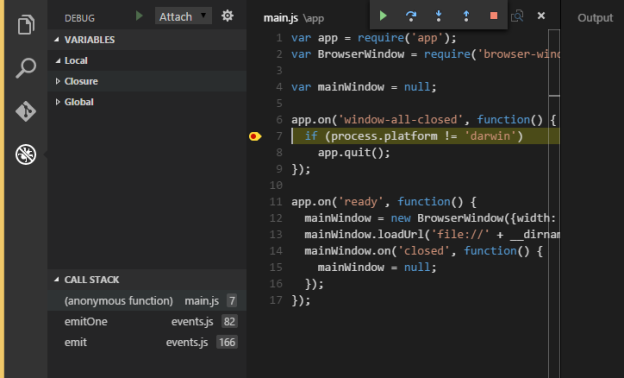 DEBUG
Attach
VARIABLES
Local
Closure
Global
CALL STACK
(anonymous function) main.js 7
emitOne events.js 82
emit events.js 166
main.js \app
1 var app = require('app');
2 var BrowserWindow = require('browser-wind
3
4 var mainWindow = null;
5
6 app.on('window-all-closed', function() {
7 if (process.platform != 'darwin')
8 app.quit();
9 });
10
11 app.on('ready', function() {
12 mainWindow = new BrowserWindow({width:
13 mainWindow.loadUrl('file://' + __dirnam
14 mainWindow.on('closed', function() {
15 mainWindow = null;
16 });
17 });
Output